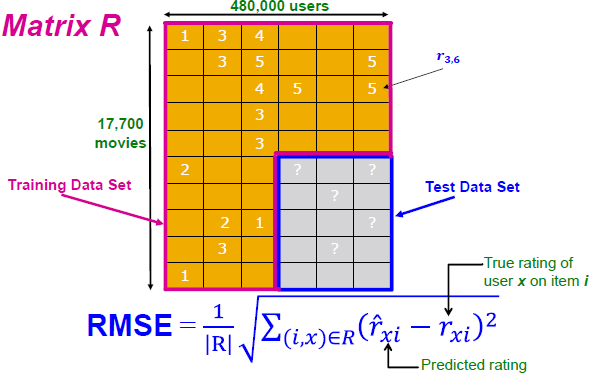 480,000 users
Matrix R
1 3 4
3 5 5
4 5 5
r₃,₆
3
17,700
movies
3
2 ? ?
Training Data Set
?
Test Data Set
2 1 ?
3 ?
1
True rating of
user x on item i
RMSE = 1/|R| √∑(i,x)∈R (r̂xi − rxi)²
Predicted rating